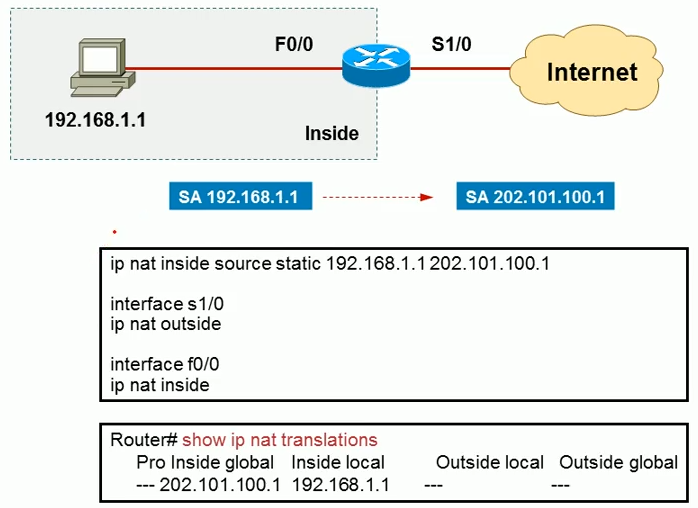 F0/0
S1/0
Internet
192.168.1.1
Inside
SA 192.168.1.1
SA 202.101.100.1
ip nat inside source static 192.168.1.1 202.101.100.1
interface s1/0
ip nat outside
interface f0/0
ip nat inside
Router# show ip nat translations
Pro Inside global Inside local Outside local Outside global
--- 202.101.100.1 192.168.1.1 --- ---